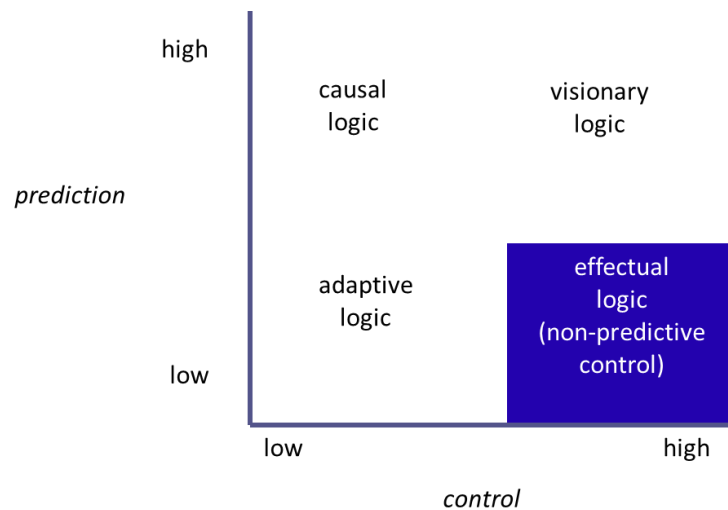 high
causal
logic
visionary
logic
prediction
adaptive
logic
effectual
logic
(non-predictive
control)
low
low
high
control